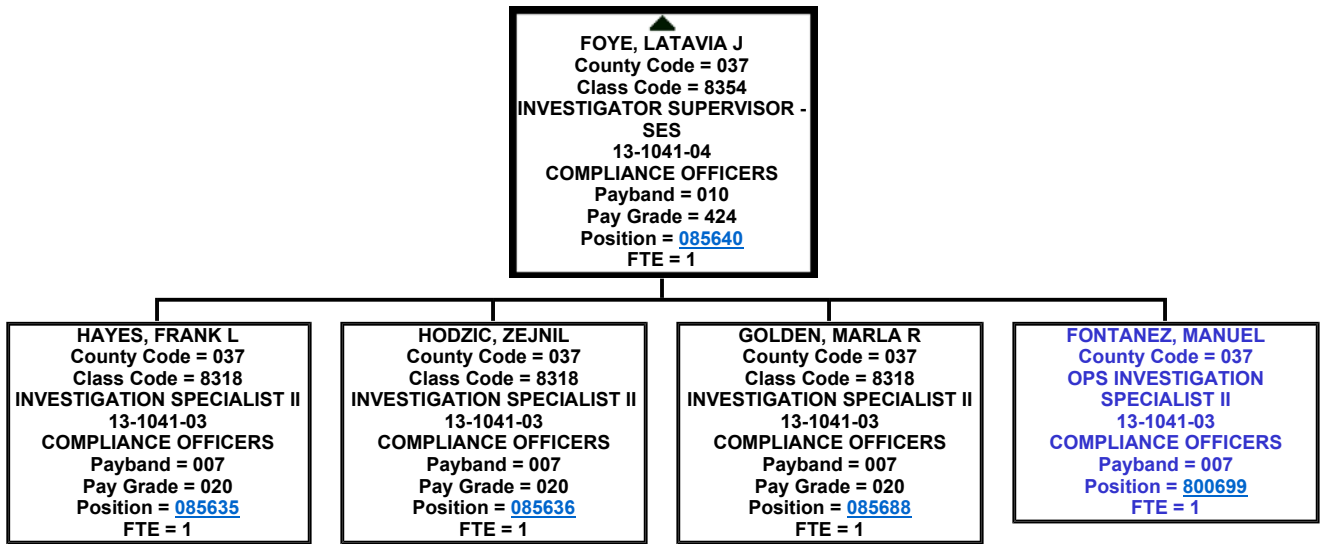 FOYE, LATAVIA J
County Code = 037
Class Code = 8354
INVESTIGATOR SUPERVISOR -
SES
13-1041-04
COMPLIANCE OFFICERS
Payband = 010
Pay Grade = 424
Position = 085640
FTE = 1
HAYES, FRANK L
County Code = 037
Class Code = 8318
INVESTIGATION SPECIALIST II
13-1041-03
COMPLIANCE OFFICERS
Payband = 007
Pay Grade = 020
Position = 085635
FTE = 1
HODZIC, ZEJNIL
County Code = 037
Class Code = 8318
INVESTIGATION SPECIALIST II
13-1041-03
COMPLIANCE OFFICERS
Payband = 007
Pay Grade = 020
Position = 085636
FTE = 1
GOLDEN, MARLA R
County Code = 037
Class Code = 8318
INVESTIGATION SPECIALIST II
13-1041-03
COMPLIANCE OFFICERS
Payband = 007
Pay Grade = 020
Position = 085688
FTE = 1
FONTANEZ, MANUEL
County Code = 037
OPS INVESTIGATION
SPECIALIST II
13-1041-03
COMPLIANCE OFFICERS
Payband = 007
Position = 800699
FTE = 1